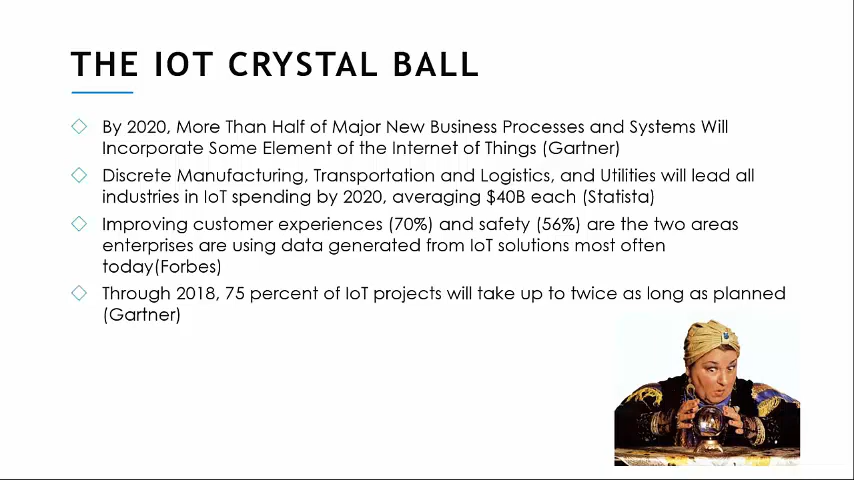 THE IOT CRYSTAL BALL
By 2020, More Than Half of Major New Business Processes and Systems Will
Incorporate Some Element of the Internet of Things (Gartner)
Discrete Manufacturing, Transportation and Logistics, and Utilities will lead all
industries in IoT spending by 2020, averaging $40B each (Statista)
Improving customer experiences (70%) and safety (56%) are the two areas
enterprises are using data generated from IoT solutions most often
today(Forbes)
Through 2018, 75 percent of IoT projects will take up to twice as long as planned
(Gartner)